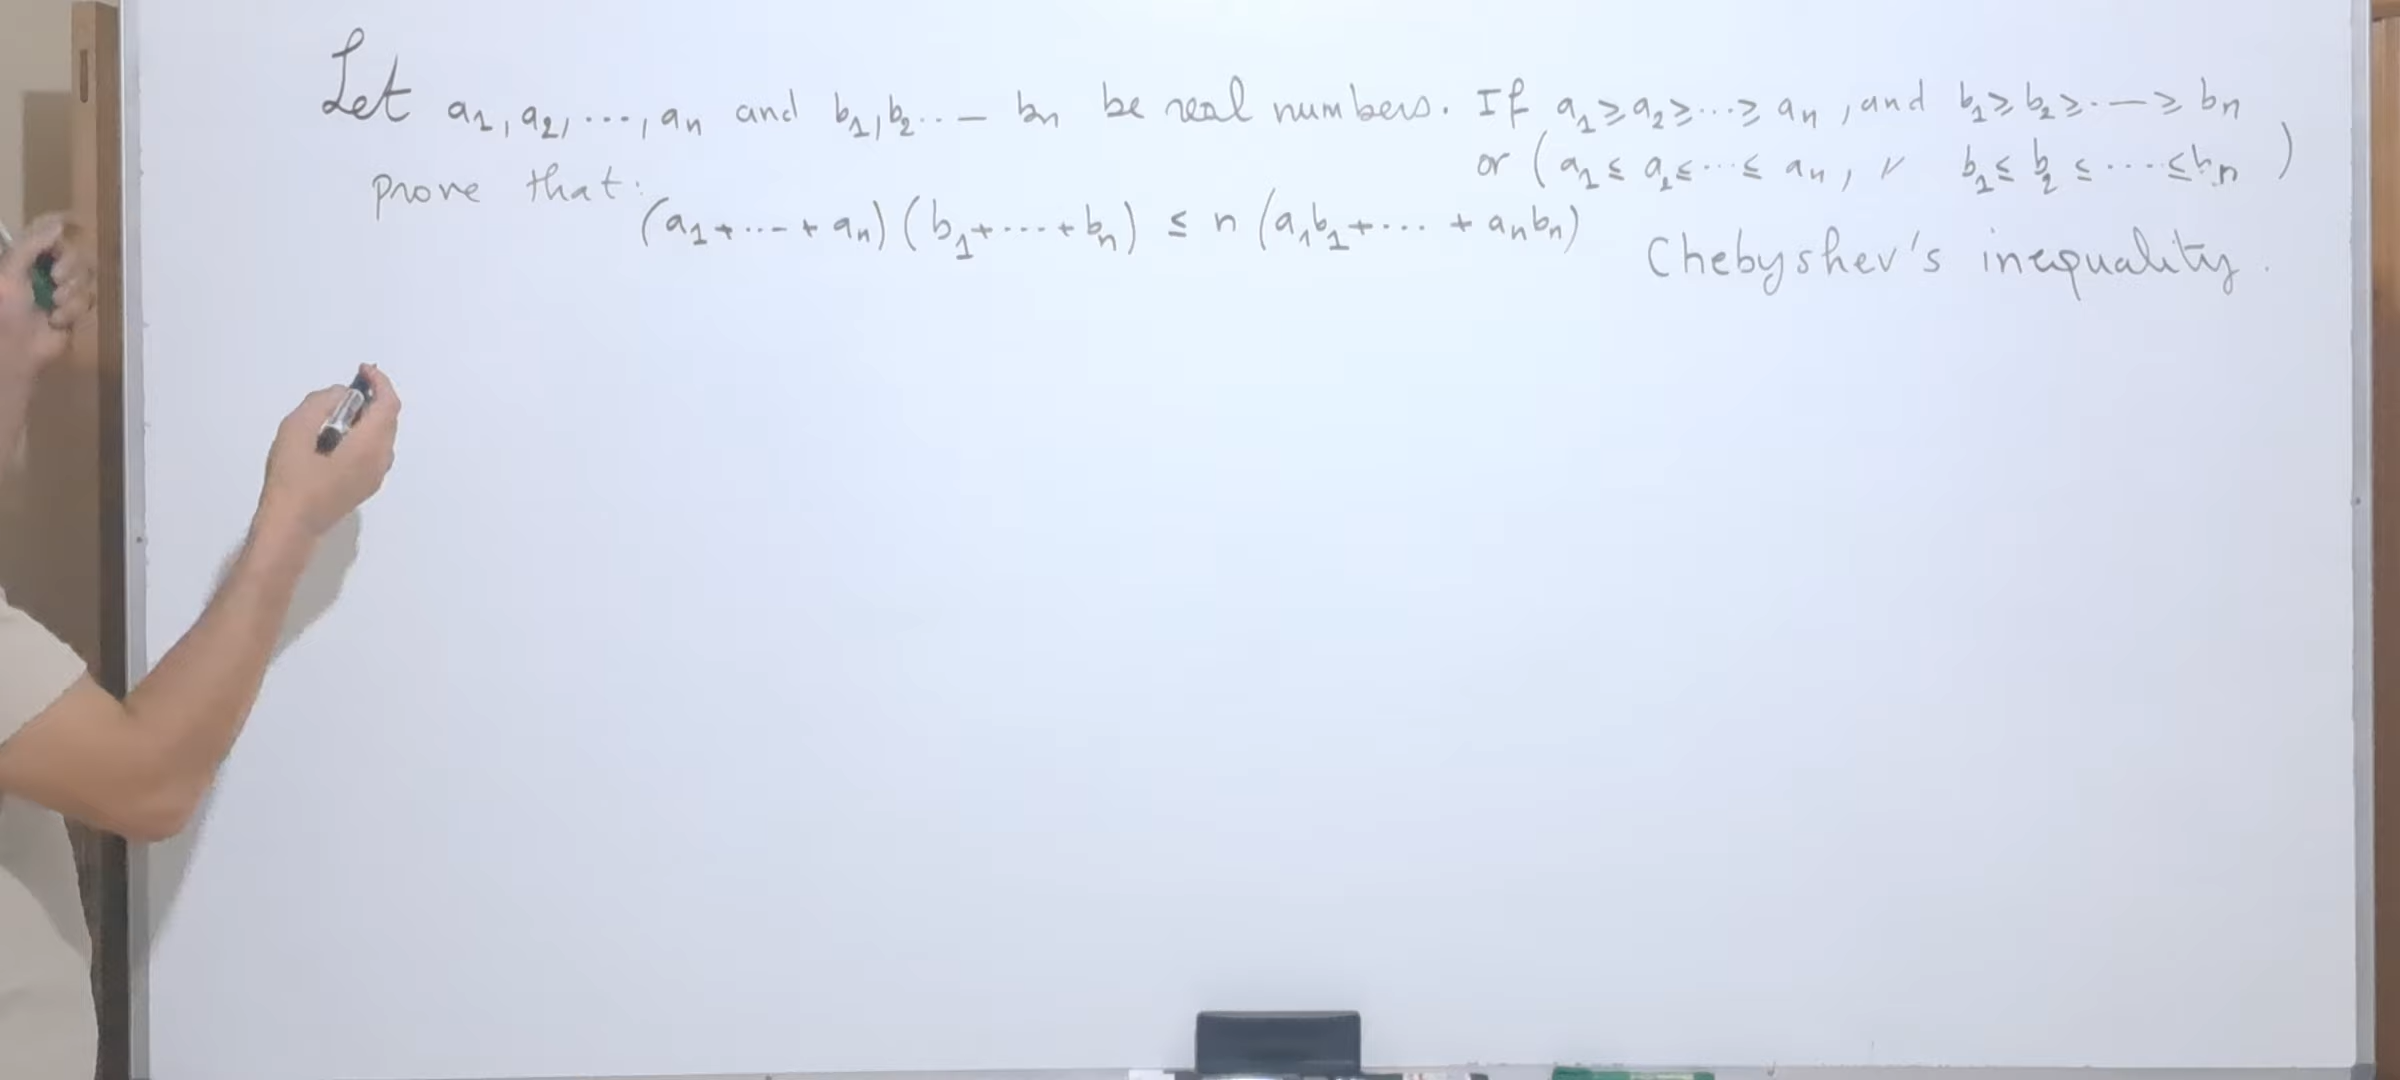 Let a₁, a₂, ..., aₙ and b₁, b₂ ... bₙ be real numbers. If a₁ ≥ a₂ ≥ ... ≥ aₙ, and b₁ ≥ b₂ ≥ ... ≥ bₙ
or (a₁ ≤ a₂ ≤ ... ≤ aₙ, 〃 b₁ ≤ b₂ ≤ .... ≤ bₙ)
prove that:
(a₁ + ... + aₙ)(b₁ + ... + bₙ) ≤ n(a₁b₁ + ... + aₙbₙ)
Chebyshev's inequality.